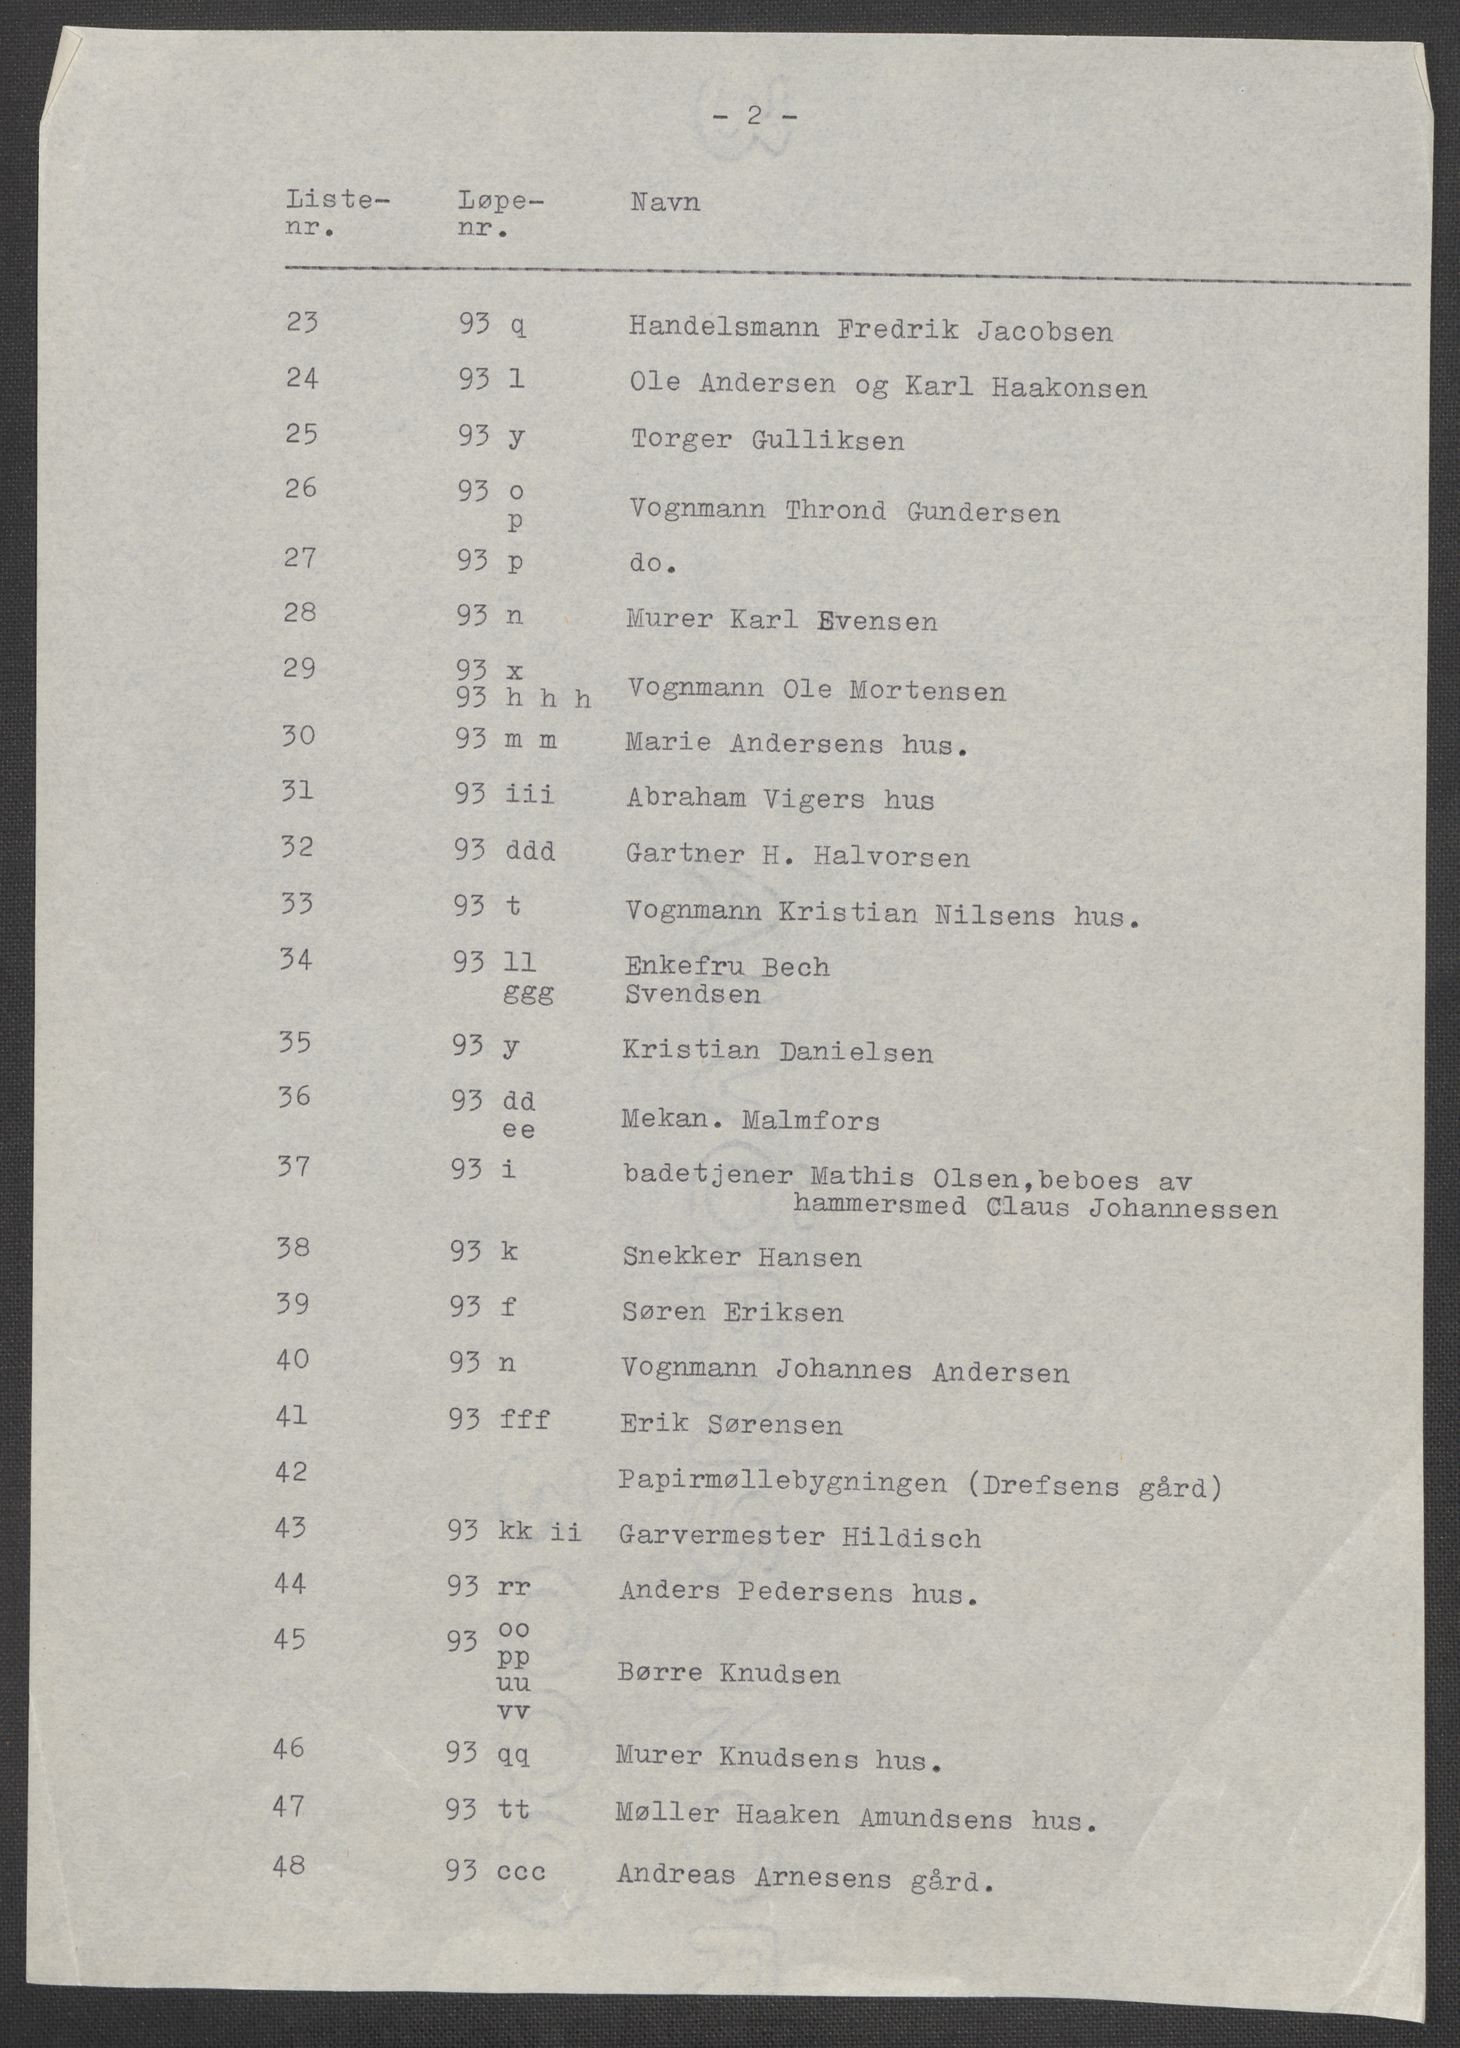 - 2 -
Liste- Løpe- Navn
nr. nr.
23 93 q Handelsmann Fredrik Jacobsen
24 93 l Ole Andersen og Karl Haakonsen
25 93 y Torger Gulliksen
26 93 o
p Vognmann Thrond Gundersen
27 93 p do.
28 93 n Murer Karl Evensen
29 93 x
93 h h h Vognmann Ole Mortensen
30 93 m m Marie Andersens hus.
31 93 iii Abraham Vigers hus
32 93 ddd Gartner H. Halvorsen
33 93 t Vognmann Kristian Nilsens hus.
34 93 ll Enkefru Bech
ggg Svendsen
35 93 y Kristian Danielsen
36 93 dd
ee Mekan. Malmfors
37 93 i badetjener Mathis Olsen,beboes av
hammersmed Claus Johannessen
38 93 k Snekker Hansen
39 93 f Søren Eriksen
40 93 n Vognmann Johannes Andersen
41 93 fff Erik Sørensen
42 Papirmøllebygningen (Drefsens gård)
43 93 kk ii Garvermester Hildisch
44 93 rr Anders Pedersens hus.
45 93 oo
pp
uu Børre Knudsen
vv
46 93 qq Murer Knudsens hus.
47 93 tt Møller Haaken Amundsens hus.
48 93 ccc Andreas Arnesens gård.